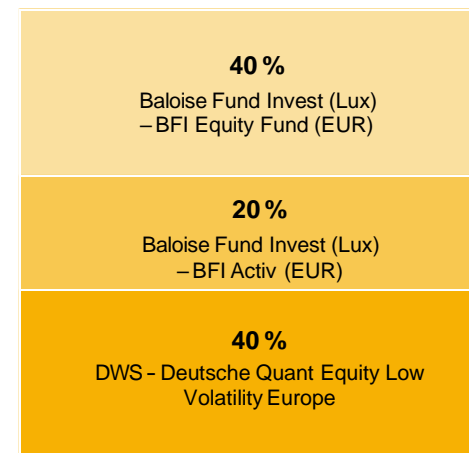 40 %
Baloise Fund Invest (Lux)
– BFI Equity Fund (EUR)
20 %
Baloise Fund Invest (Lux)
– BFI Activ (EUR)
40 %
DWS - Deutsche Quant Equity Low
Volatility Europe